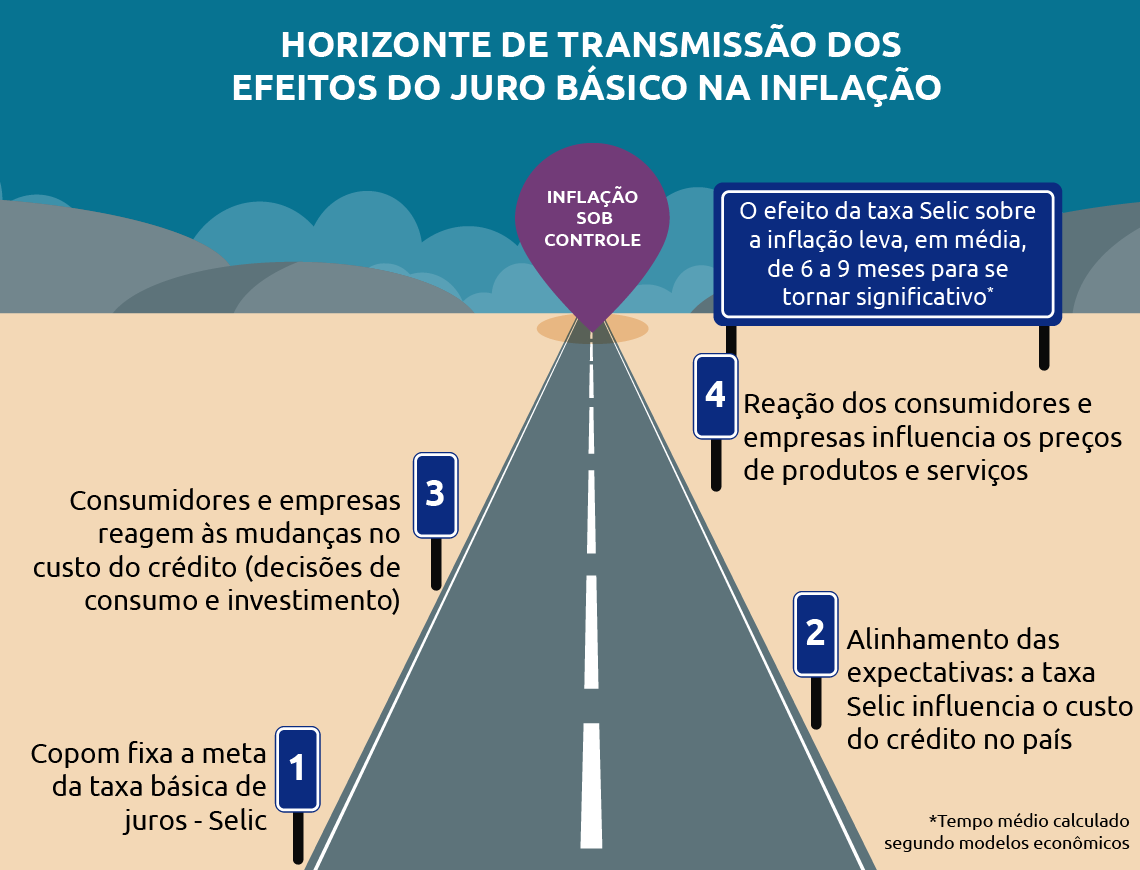 HORIZONTE DE TRANSMISSÃO DOS
EFEITOS DO JURO BÁSICO NA INFLAÇÃO
INFLAÇÃO
SOB
CONTROLE
O efeito da taxa Selic sobre
a inflação leva, em média,
de 6 a 9 meses para se
tornar significativo*
4
Reação dos consumidores e
empresas influencia os preços
de produtos e serviços
3
Consumidores e empresas
reagem às mudanças no
custo do crédito (decisões de
consumo e investimento)
2
Alinhamento das
expectativas: a taxa
Selic influencia o custo
do crédito no país
1
Copom fixa a meta
da taxa básica de
juros - Selic
*Tempo médio calculado
segundo modelos econômicos